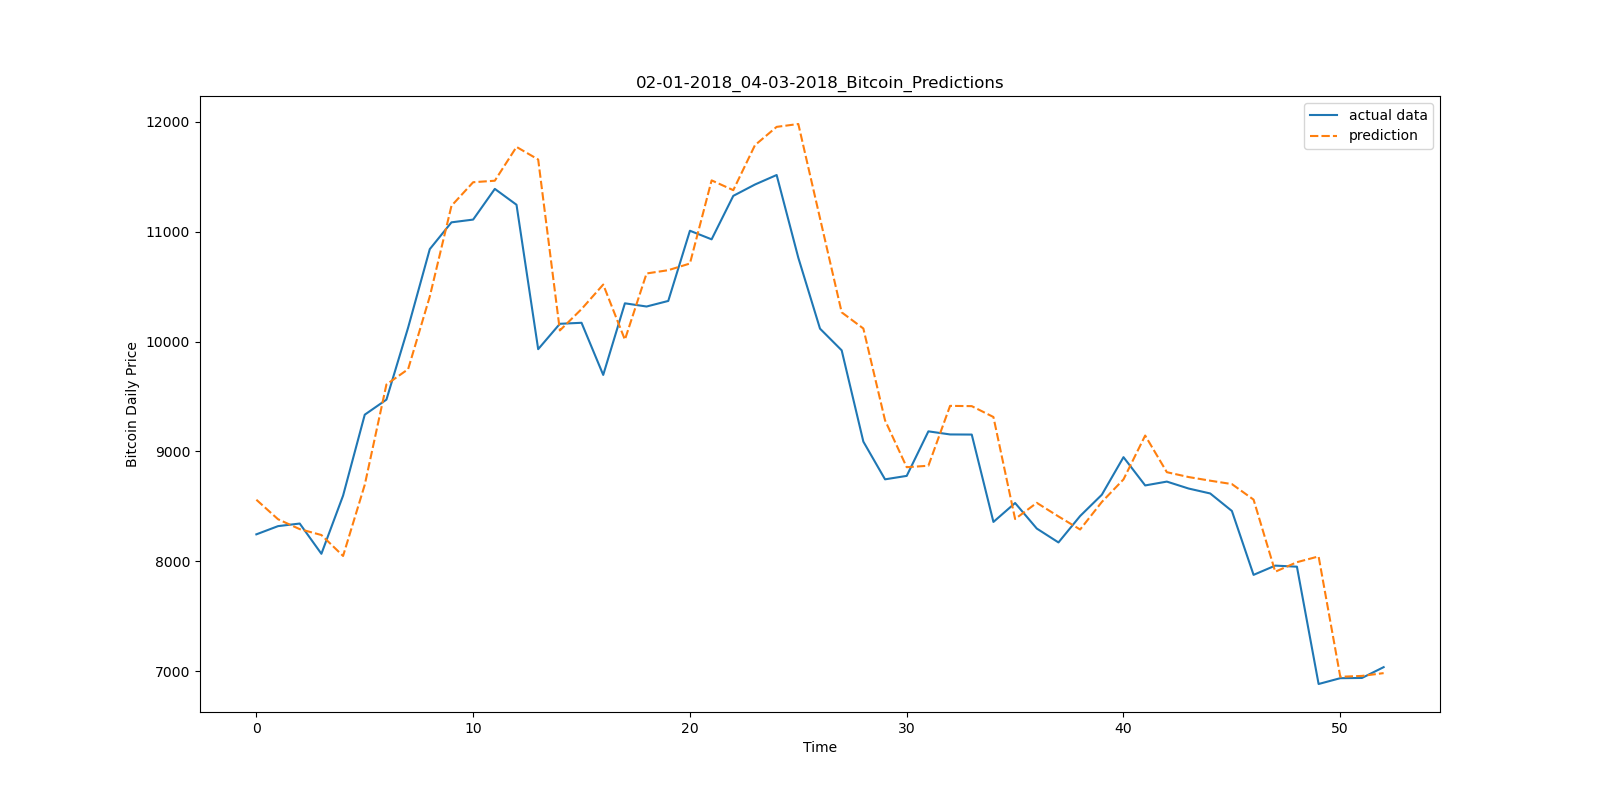 02-01-2018_04-03-2018_Bitcoin_Predictions
actual data
prediction
12000
11000
10000
9000
8000
7000
Bitcoin Daily Price
0 10 20 30 40 50
Time